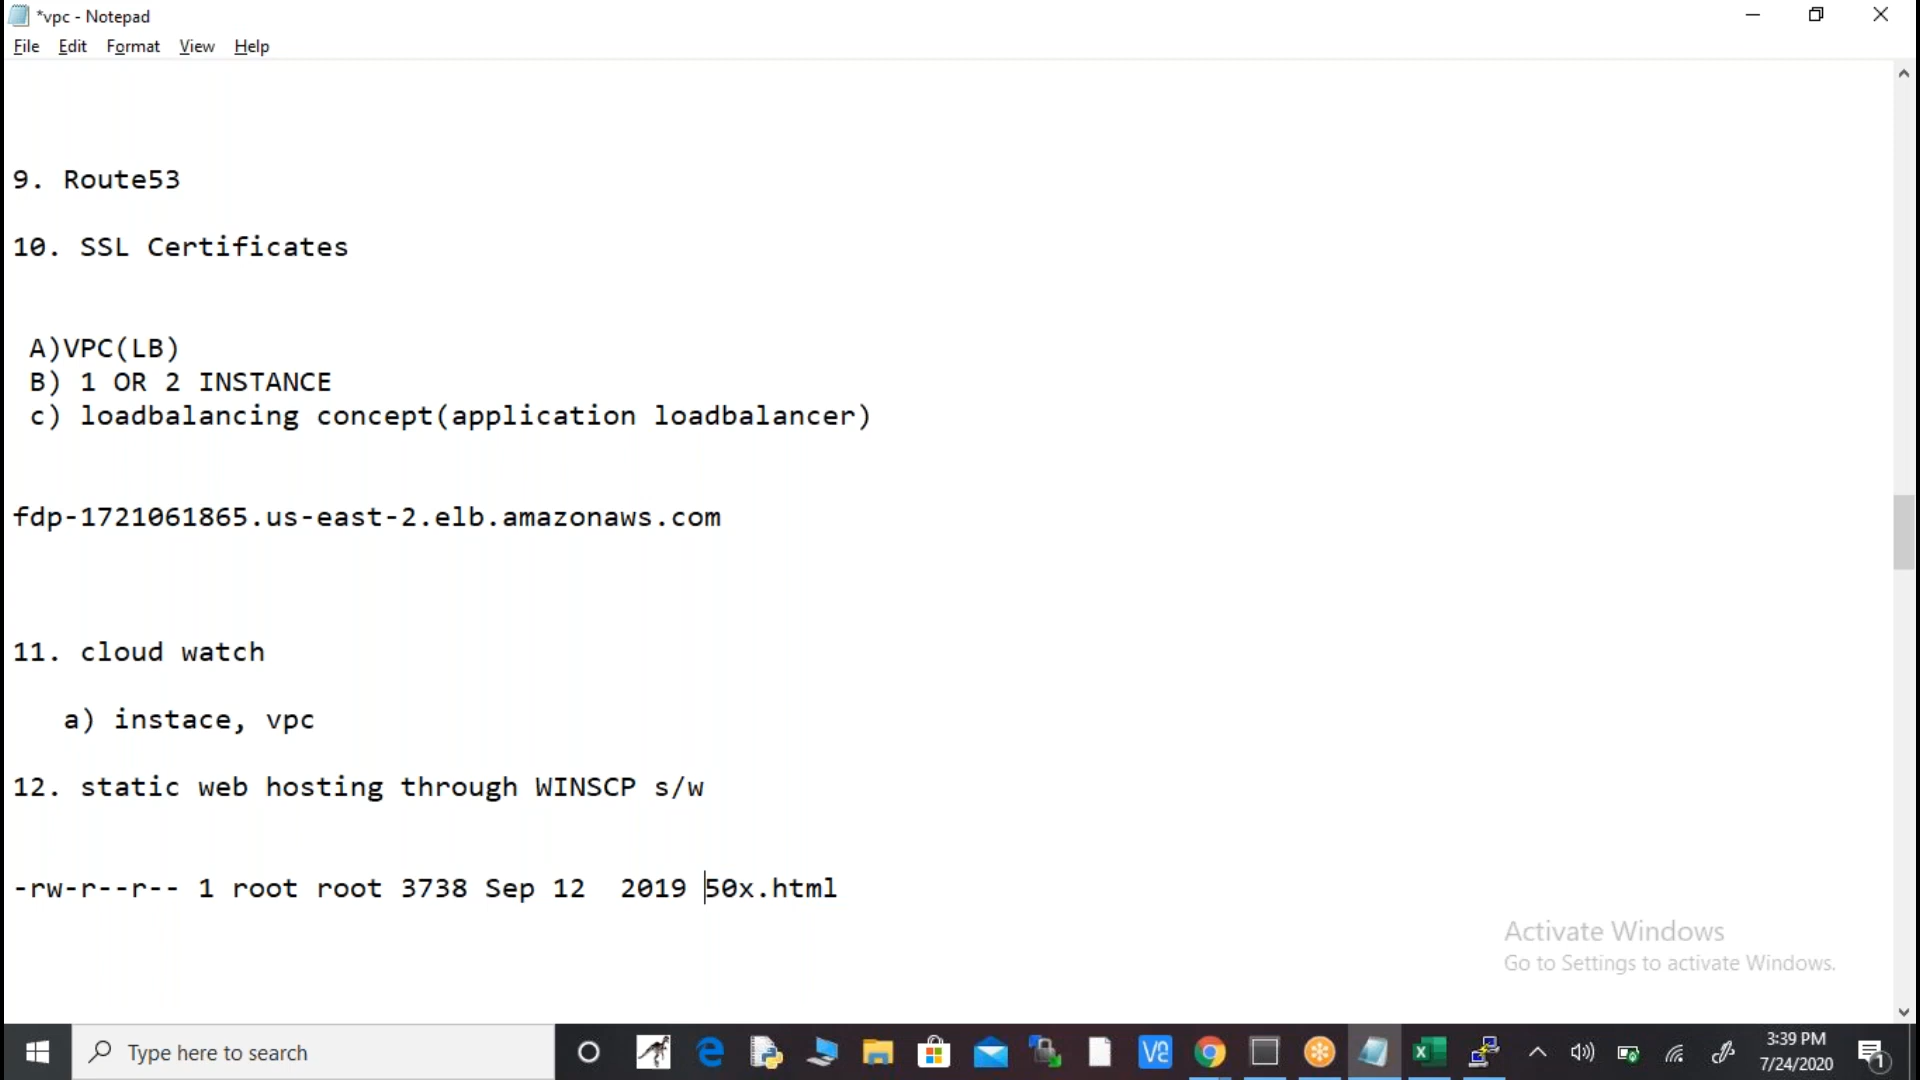 *vpc - Notepad
File Edit Format View Help
9. Route53
10. SSL Certificates
A)VPC(LB)
B) 1 OR 2 INSTANCE
c) loadbalancing concept(application loadbalancer)
fdp-1721061865.us-east-2.elb.amazonaws.com
11. cloud watch
a) instace, vpc
12. static web hosting through WINSCP s/w
-rw-r--r-- 1 root root 3738 Sep 12  2019 50x.html
Activate Windows
Go to Settings to activate Windows.
Type here to search
3:39 PM
7/24/2020
1